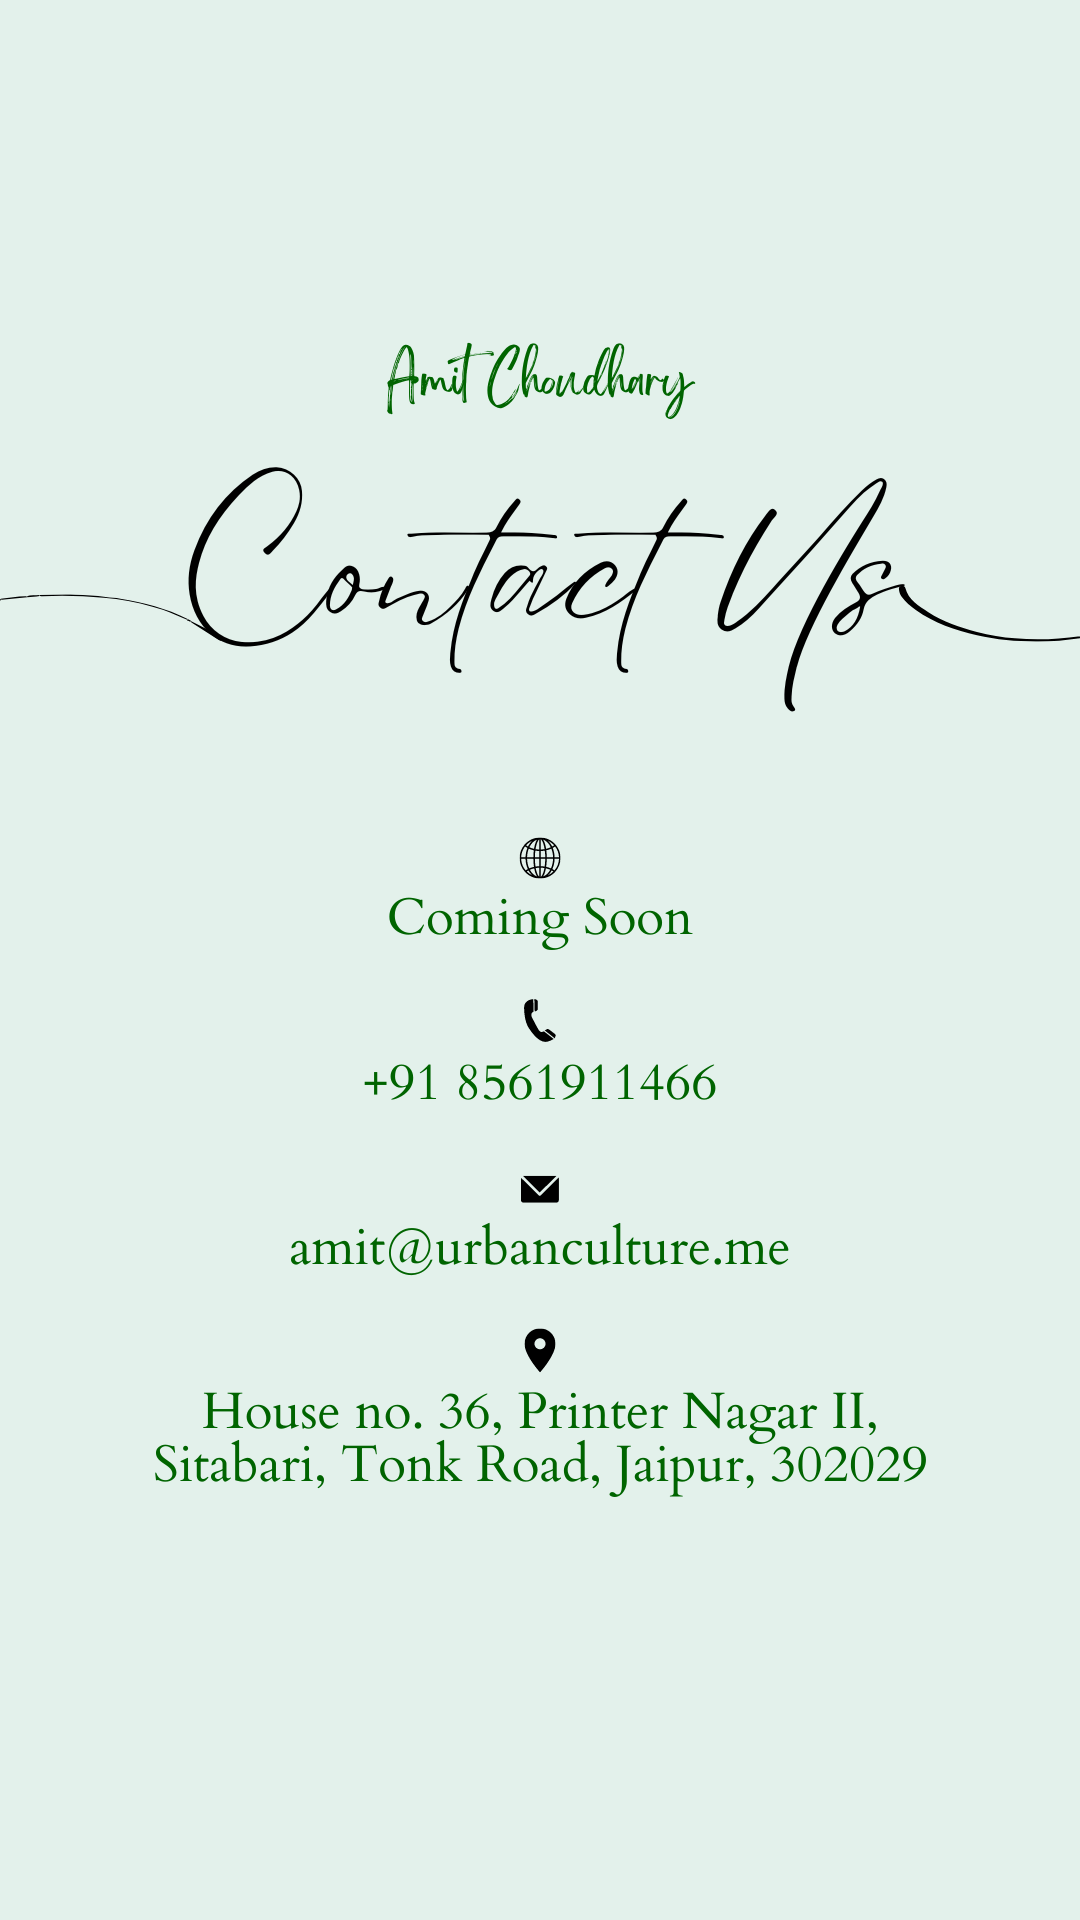 Amit Choudhary
Contact Us
Coming Soon
+91 8561911466
amit@urbanculture.me
House no. 36, Printer Nagar II,
Sitabari, Tonk Road, Jaipur, 302029